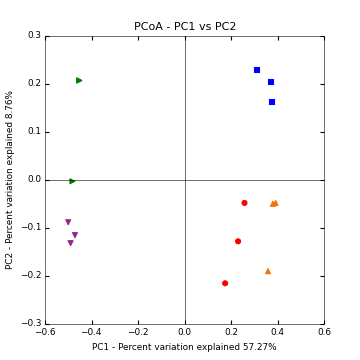 PCoA - PC1 vs PC2
0.3
0.2
0.1
0.0
−0.1
−0.2
−0.3
PC2 - Percent variation explained 8.76%
−0.6 −0.4 −0.2 0.0 0.2 0.4 0.6
PC1 - Percent variation explained 57.27%